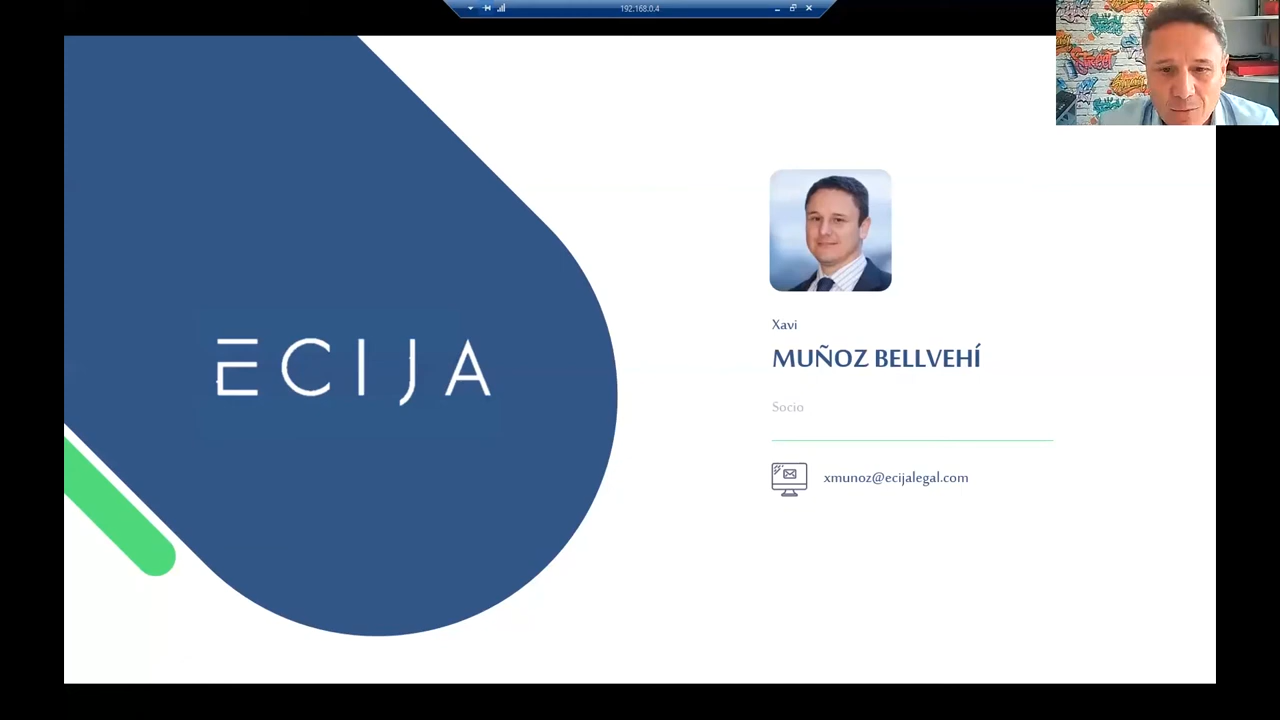 192.168.0.4
ECIJA
Xavi
MUÑOZ BELLVEHÍ
Socio
xmunoz@ecijalegal.com